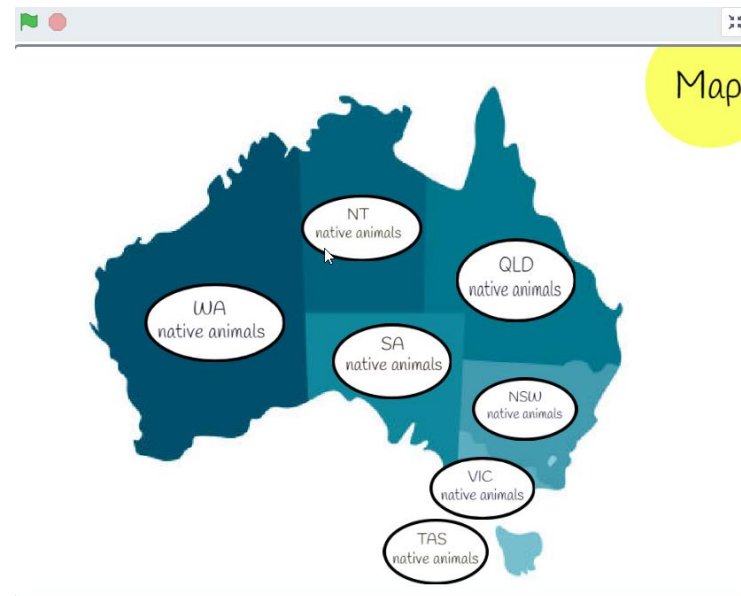 Map
NT
native animals
QLD
native animals
WA
native animals
SA
native animals
NSW
native animals
VIC
native animals
TAS
native animals